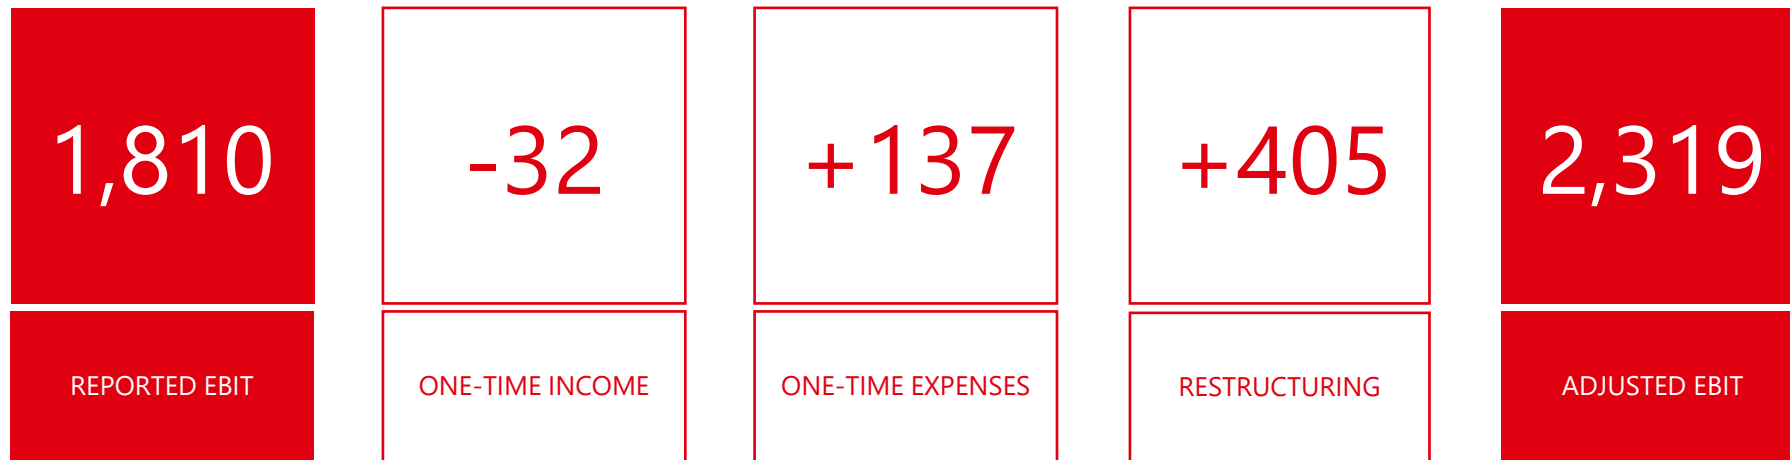 1,810
-32
+137
+405
2,319
REPORTED EBIT
ONE-TIME INCOME
ONE-TIME EXPENSES
RESTRUCTURING
ADJUSTED EBIT